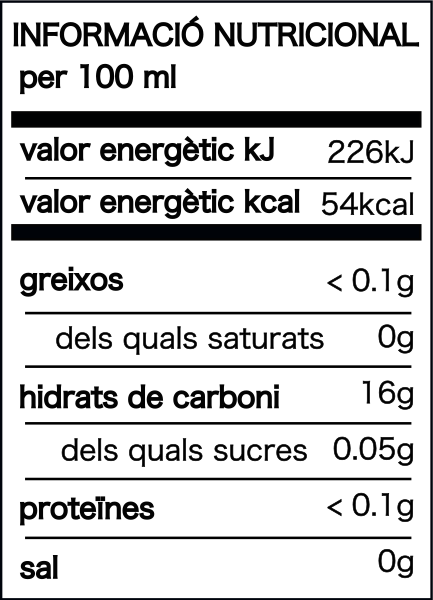 INFORMACIÓ NUTRICIONAL
per 100 ml
valor energètic kJ 226kJ
valor energètic kcal 54kcal
greixos < 0.1g
dels quals saturats 0g
hidrats de carboni 16g
dels quals sucres 0.05g
proteïnes < 0.1g
sal 0g